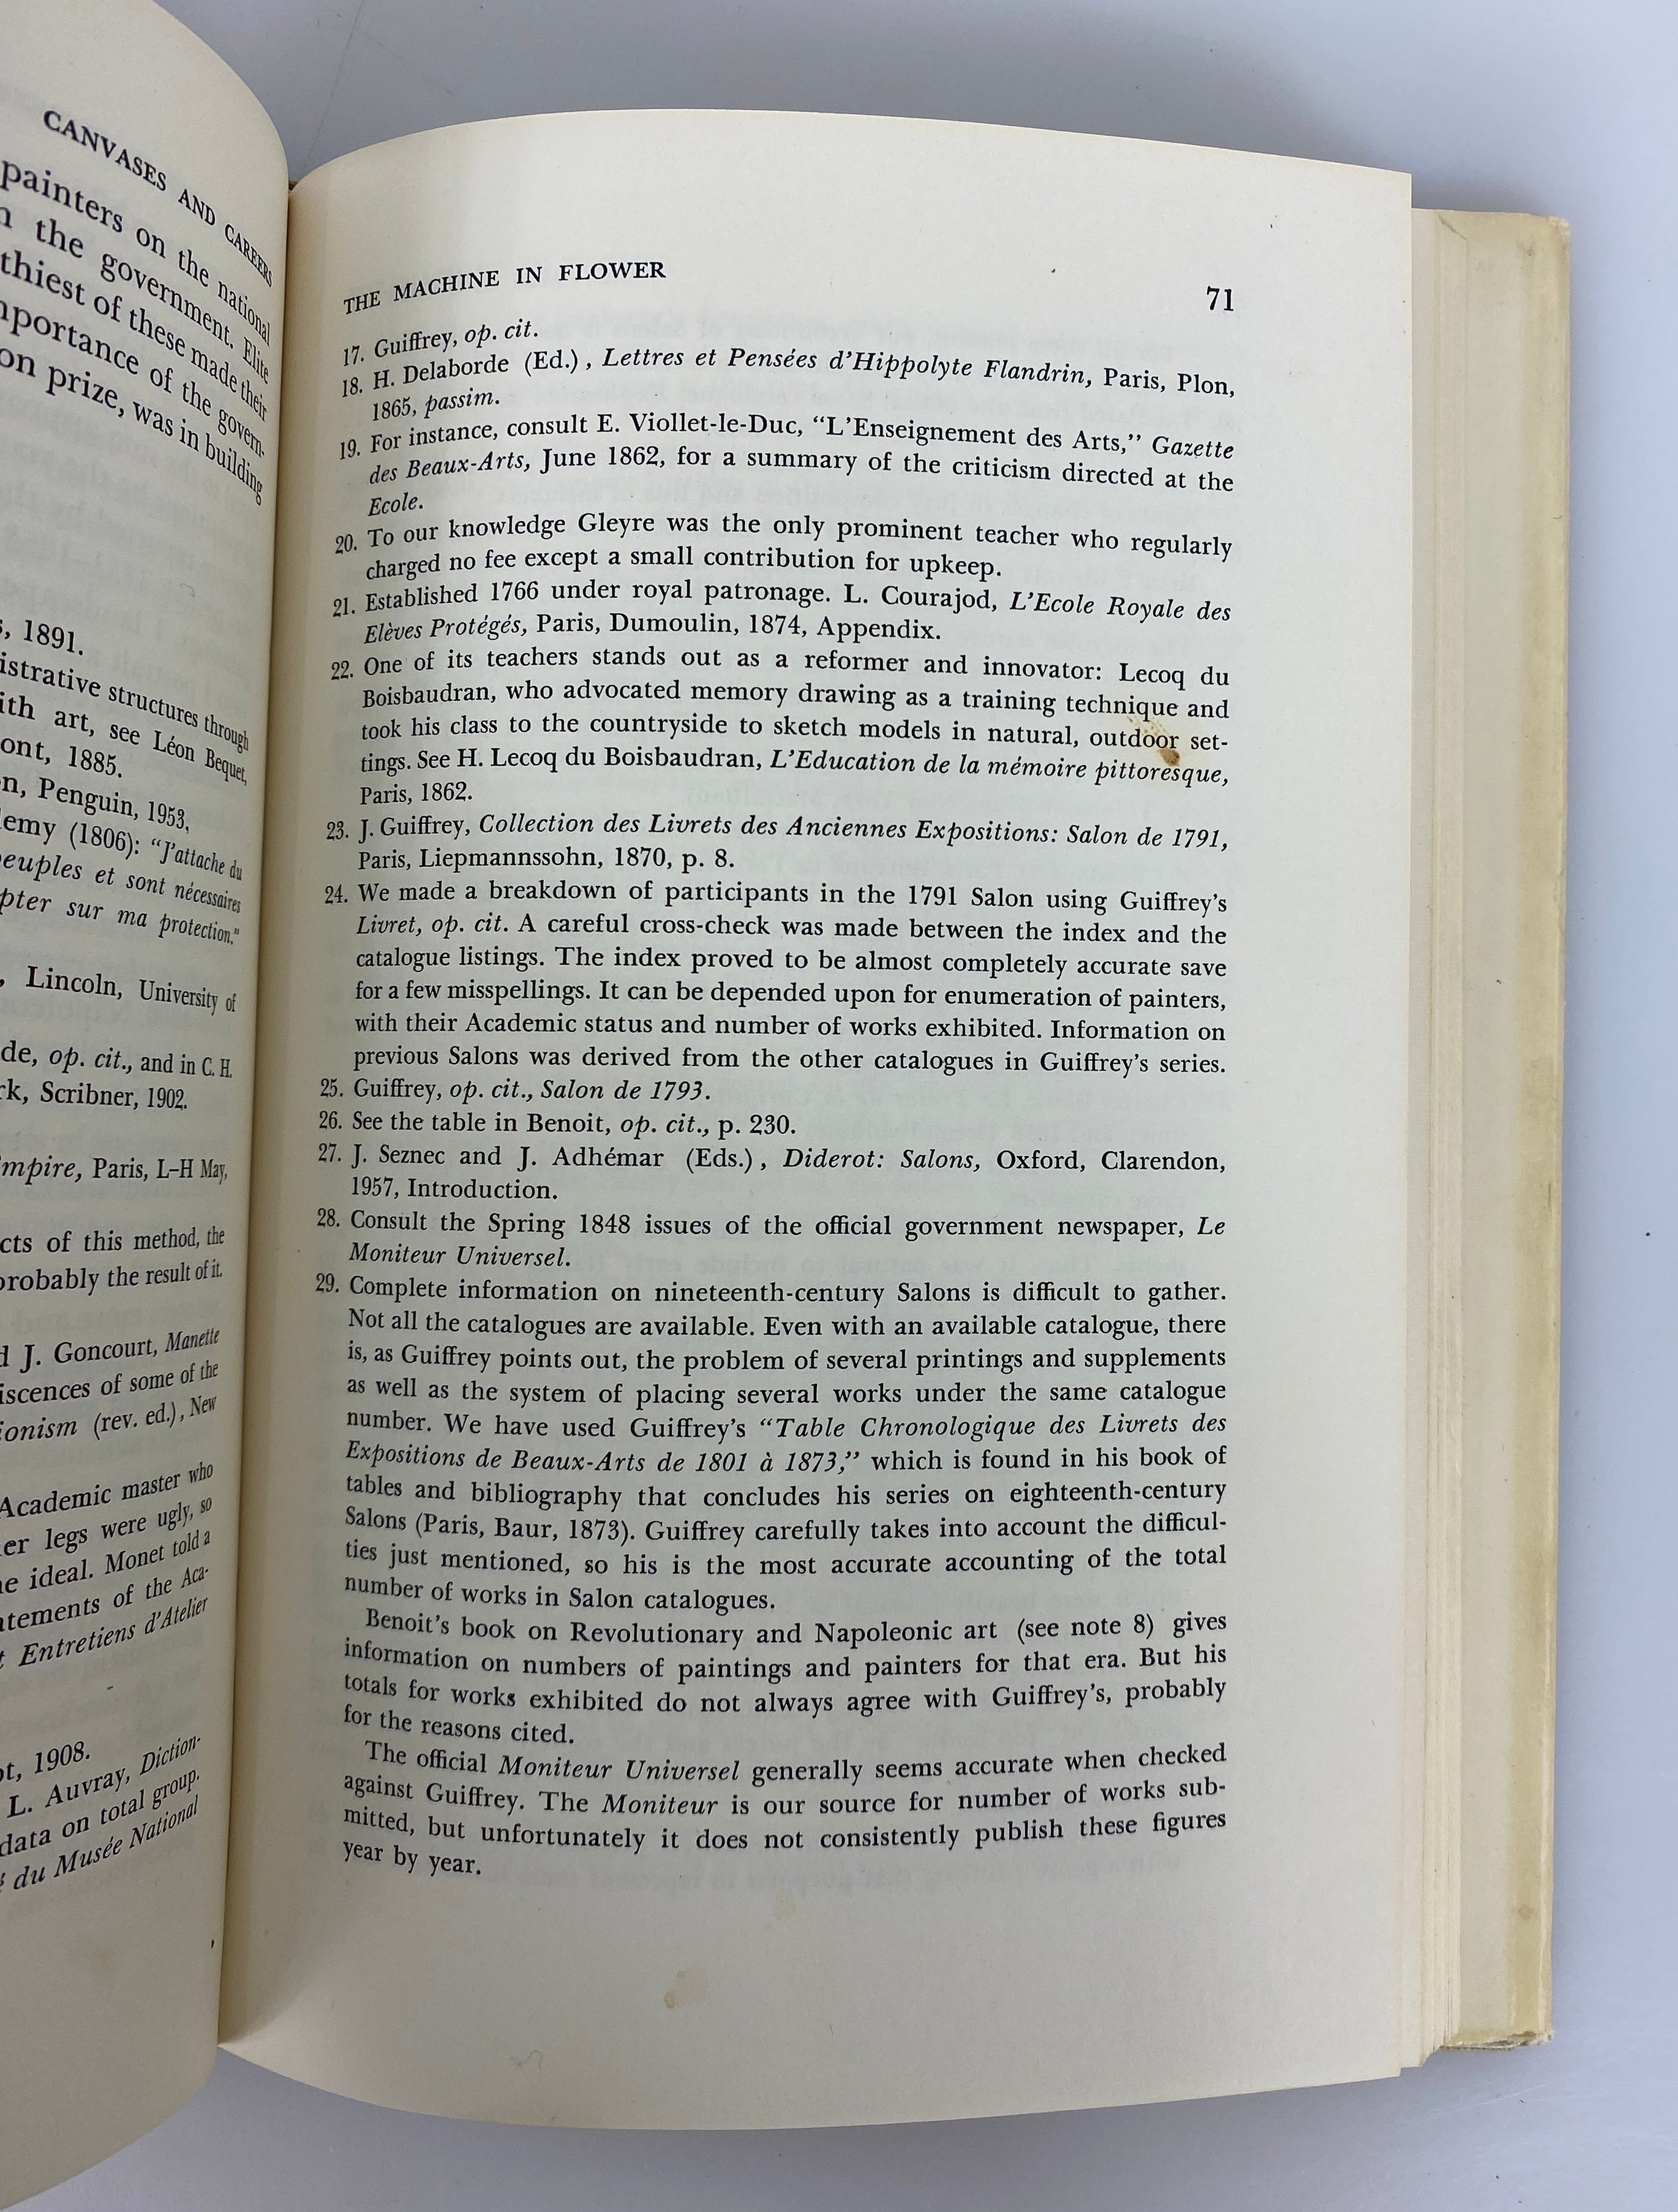 CANVASES AND CAREERS
painters on the national
the government. Elite
thiest of these made their
mportance of the govern-
on prize, was in building
, 1891.
istrative structures through
ith art, see Léon Bequet,
ont, 1885.
n, Penguin, 1953.
emy (1806): "J'attache du
peuples et sont nécessaires
pter sur ma protection."
, Lincoln, University of
de, op. cit., and in C. H.
rk, Scribner, 1902.
mpire, Paris, L–H May,
cts of this method, the
probably the result of it.
d J. Goncourt, Manette
iscences of some of the
ionism (rev. ed.), New
Academic master who
er legs were ugly, so
e ideal. Monet told a
tements of the Aca-
t Entretiens d'Atelier
t, 1908.
L. Auvray, Diction-
data on total group.
du Musée National
THE MACHINE IN FLOWER 71
17. Guiffrey, op. cit.
18. H. Delaborde (Ed.), Lettres et Pensées d'Hippolyte Flandrin, Paris, Plon,
1865, passim.
19. For instance, consult E. Viollet-le-Duc, "L'Enseignement des Arts," Gazette
des Beaux-Arts, June 1862, for a summary of the criticism directed at the
Ecole.
20. To our knowledge Gleyre was the only prominent teacher who regularly
charged no fee except a small contribution for upkeep.
21. Established 1766 under royal patronage. L. Courajod, L'Ecole Royale des
Elèves Protégés, Paris, Dumoulin, 1874, Appendix.
22. One of its teachers stands out as a reformer and innovator: Lecoq du
Boisbaudran, who advocated memory drawing as a training technique and
took his class to the countryside to sketch models in natural, outdoor set-
tings. See H. Lecoq du Boisbaudran, L'Education de la mémoire pittoresque,
Paris, 1862.
23. J. Guiffrey, Collection des Livrets des Anciennes Expositions: Salon de 1791,
Paris, Liepmannssohn, 1870, p. 8.
24. We made a breakdown of participants in the 1791 Salon using Guiffrey's
Livret, op. cit. A careful cross-check was made between the index and the
catalogue listings. The index proved to be almost completely accurate save
for a few misspellings. It can be depended upon for enumeration of painters,
with their Academic status and number of works exhibited. Information on
previous Salons was derived from the other catalogues in Guiffrey's series.
25. Guiffrey, op. cit., Salon de 1793.
26. See the table in Benoit, op. cit., p. 230.
27. J. Seznec and J. Adhémar (Eds.), Diderot: Salons, Oxford, Clarendon,
1957, Introduction.
28. Consult the Spring 1848 issues of the official government newspaper, Le
Moniteur Universel.
29. Complete information on nineteenth-century Salons is difficult to gather.
Not all the catalogues are available. Even with an available catalogue, there
is, as Guiffrey points out, the problem of several printings and supplements
as well as the system of placing several works under the same catalogue
number. We have used Guiffrey's "Table Chronologique des Livrets des
Expositions de Beaux-Arts de 1801 à 1873," which is found in his book of
tables and bibliography that concludes his series on eighteenth-century
Salons (Paris, Baur, 1873). Guiffrey carefully takes into account the difficul-
ties just mentioned, so his is the most accurate accounting of the total
number of works in Salon catalogues.
Benoit's book on Revolutionary and Napoleonic art (see note 8) gives
information on numbers of paintings and painters for that era. But his
totals for works exhibited do not always agree with Guiffrey's, probably
for the reasons cited.
The official Moniteur Universel generally seems accurate when checked
against Guiffrey. The Moniteur is our source for number of works sub-
mitted, but unfortunately it does not consistently publish these figures
year by year.